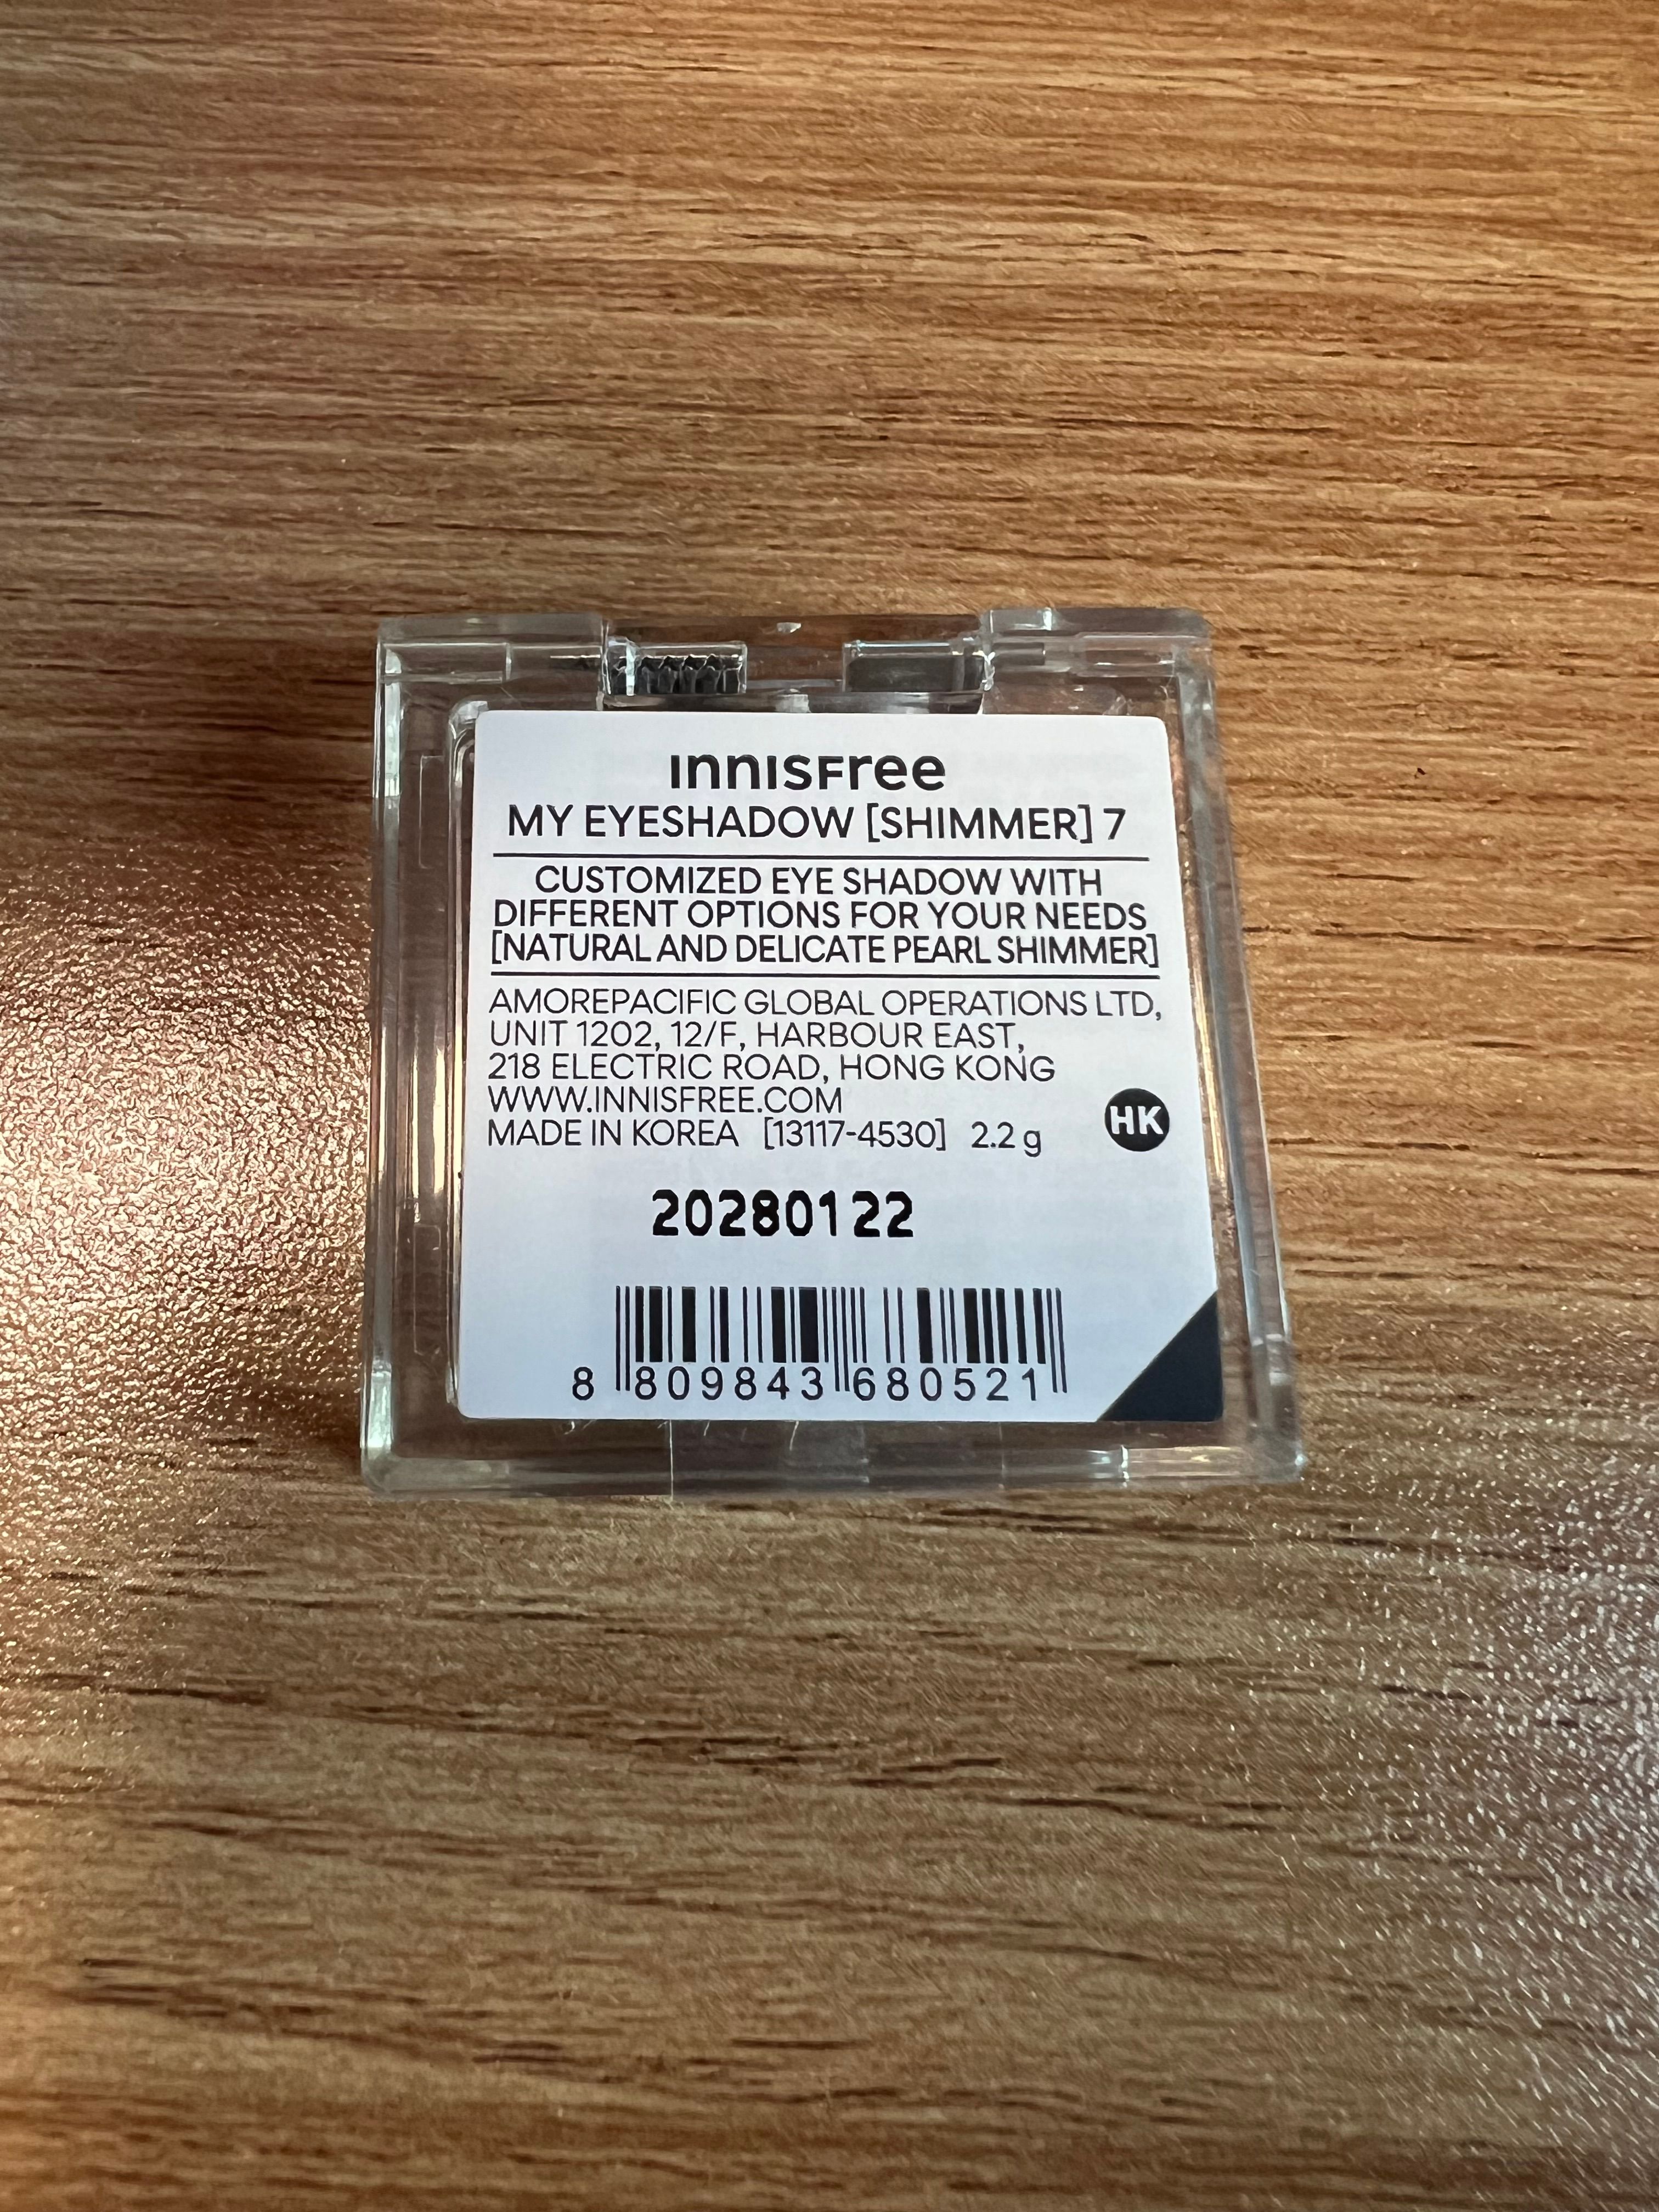 innisfree
MY EYESHADOW [SHIMMER] 7
CUSTOMIZED EYE SHADOW WITH
DIFFERENT OPTIONS FOR YOUR NEEDS
[NATURAL AND DELICATE PEARL SHIMMER]
AMOREPACIFIC GLOBAL OPERATIONS LTD,
UNIT 1202, 12/F, HARBOUR EAST,
218 ELECTRIC ROAD, HONG KONG
WWW.INNISFREE.COM
MADE IN KOREA [13117-4530] 2.2 g
HK
20280122
8 809843 680521